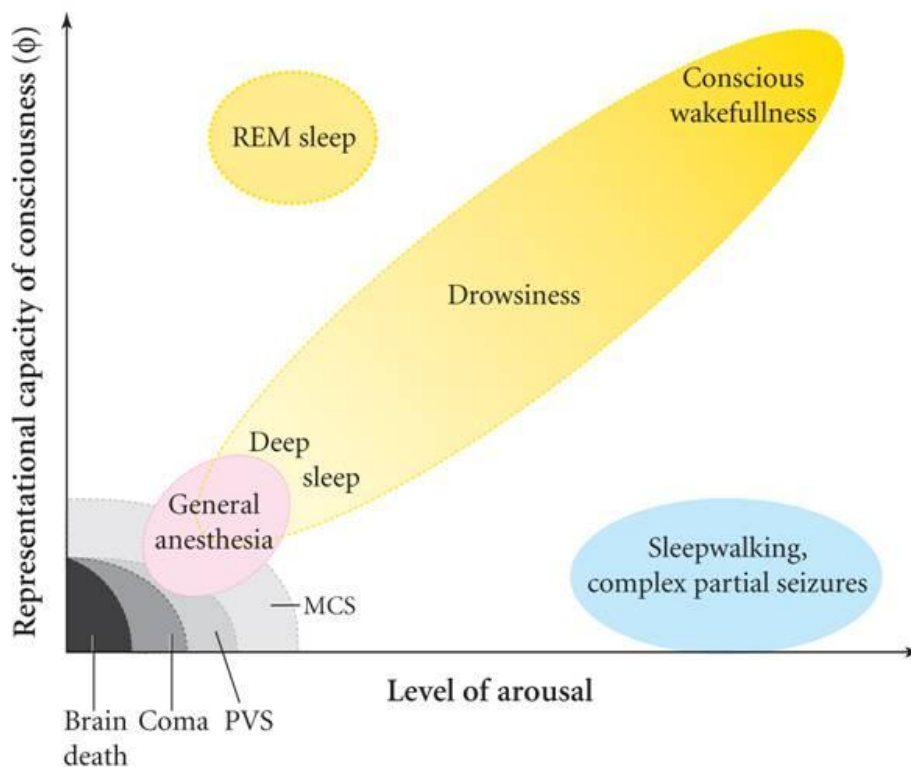 Representational capacity of consciousness (ϕ)
Conscious
wakefullness
REM sleep
Drowsiness
Deep
sleep
General
anesthesia
Sleepwalking,
complex partial seizures
MCS
Level of arousal
Brain
death
Coma
PVS